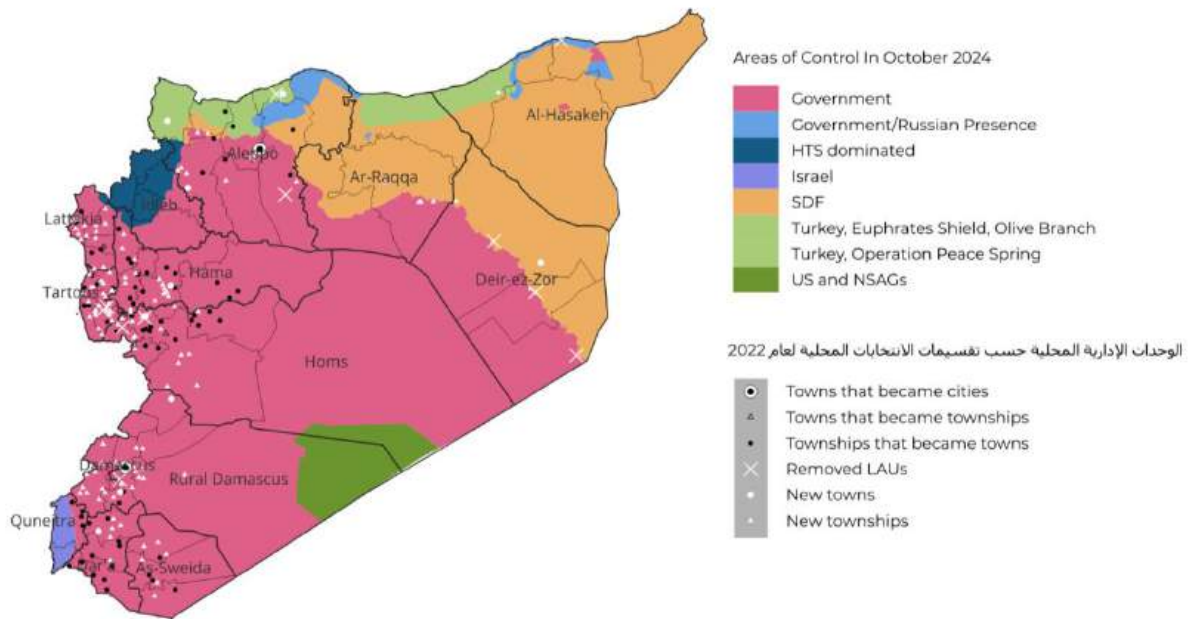 Areas of Control In October 2024
Government
Government/Russian Presence
HTS dominated
Israel
SDF
Turkey, Euphrates Shield, Olive Branch
Turkey, Operation Peace Spring
US and NSAGs
الوحدات الإدارية المحلية حسب تقسيمات الانتخابات المحلية لعام 2022
Towns that became cities
Towns that became townships
Townships that became towns
Removed LAUs
New towns
New townships
Al-Hasakeh
Aleppo
Ar-Raqqa
Idleb
Lattakia
Hama
Deir-ez-Zor
Tartous
Homs
Damascus
Rural Damascus
Quneitra
Dar'a
As-Sweida